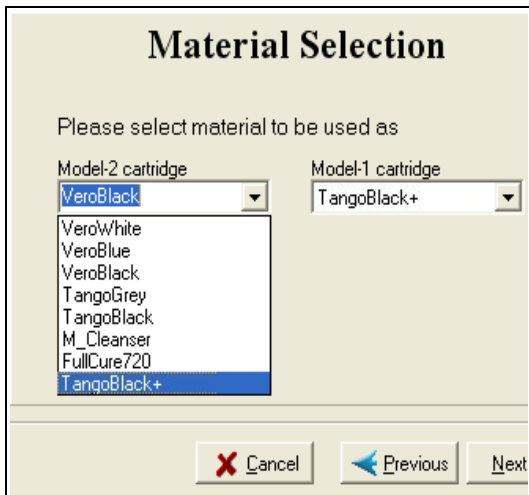 Material Selection
Please select material to be used as
Model-2 cartridge
VeroBlack
VeroWhite
VeroBlue
VeroBlack
TangoGrey
TangoBlack
M_Cleanser
FullCure720
TangoBlack+
Model-1 cartridge
TangoBlack+
Cancel
Previous
Next